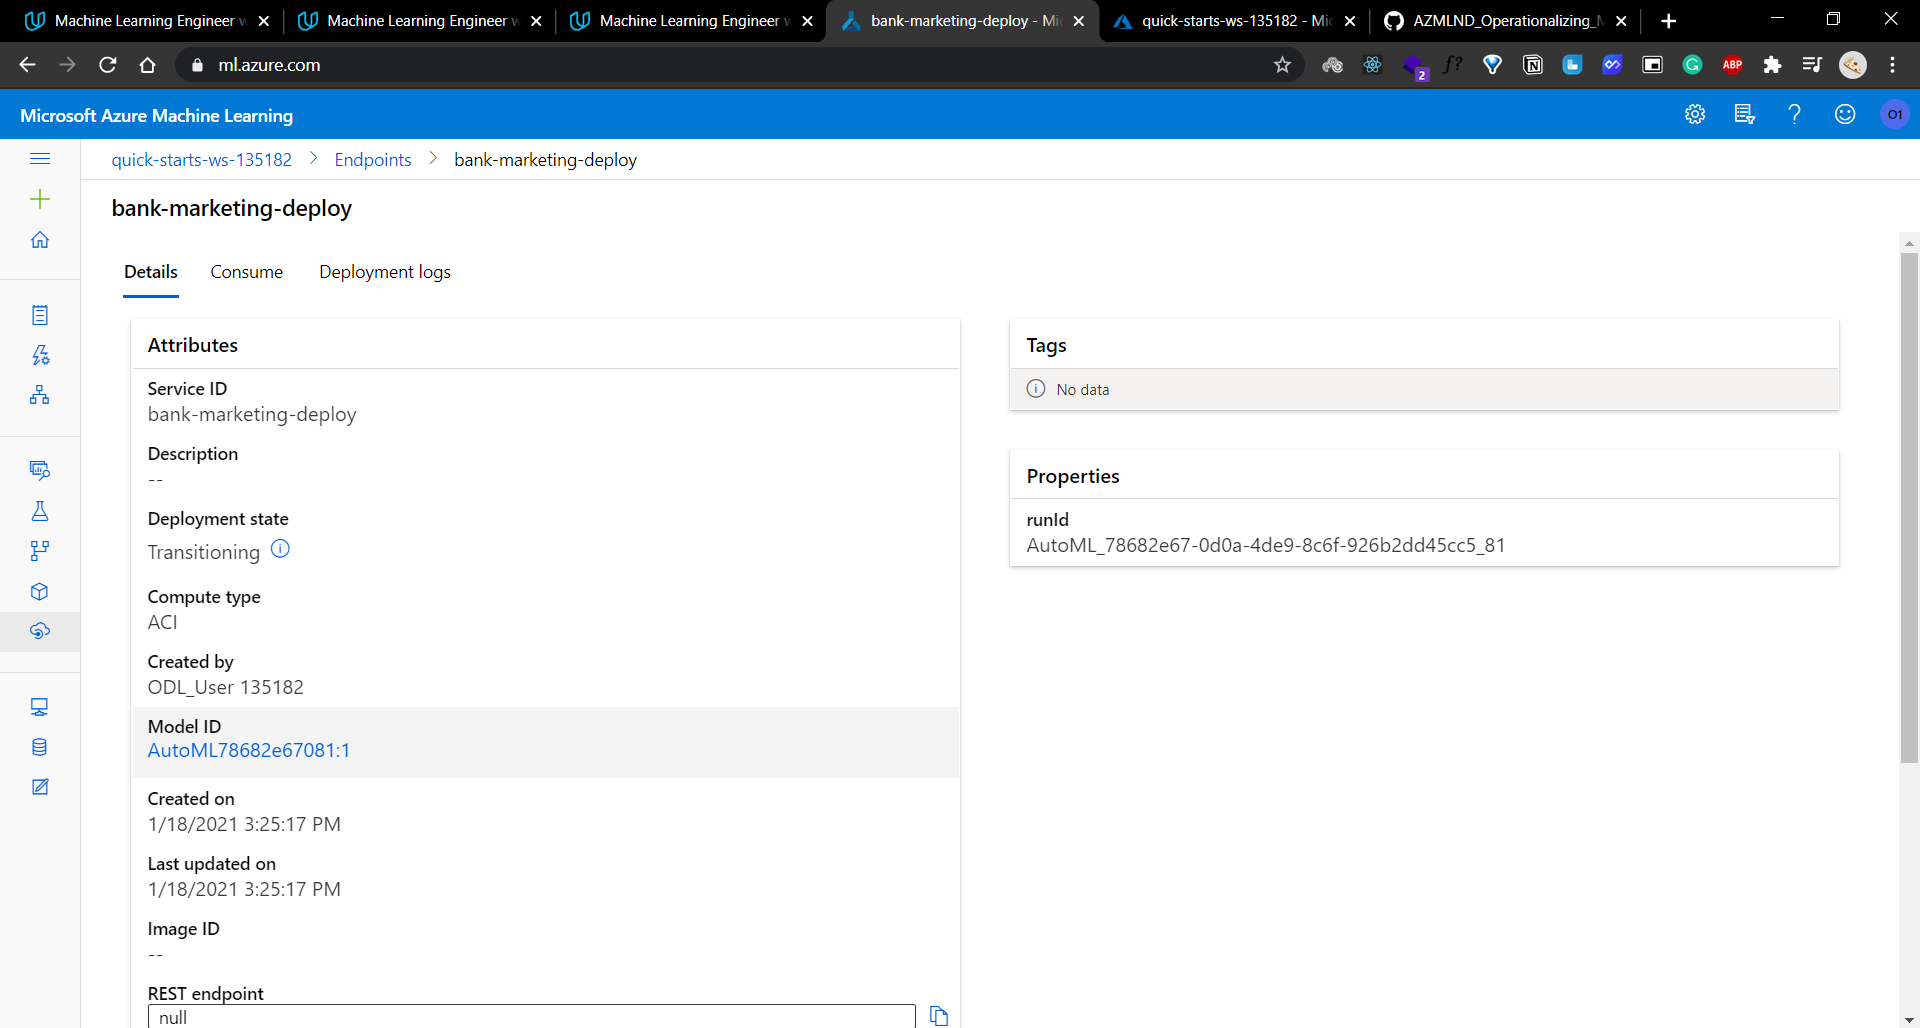 Machine Learning Engineer w
Machine Learning Engineer w
Machine Learning Engineer w
bank-marketing-deploy - Mi
quick-starts-ws-135182 - Mic
AZMLND_Operationalizing_M
ml.azure.com
2
f?
N
L
G
ABP
Microsoft Azure Machine Learning
?
O1
quick-starts-ws-135182 > Endpoints > bank-marketing-deploy
bank-marketing-deploy
Details
Consume
Deployment logs
Attributes
Service ID
bank-marketing-deploy
Description
--
Deployment state
Transitioning
Compute type
ACI
Created by
ODL_User 135182
Model ID
AutoML78682e67081:1
Created on
1/18/2021 3:25:17 PM
Last updated on
1/18/2021 3:25:17 PM
Image ID
--
REST endpoint
null
Tags
No data
Properties
runId
AutoML_78682e67-0d0a-4de9-8c6f-926b2dd45cc5_81